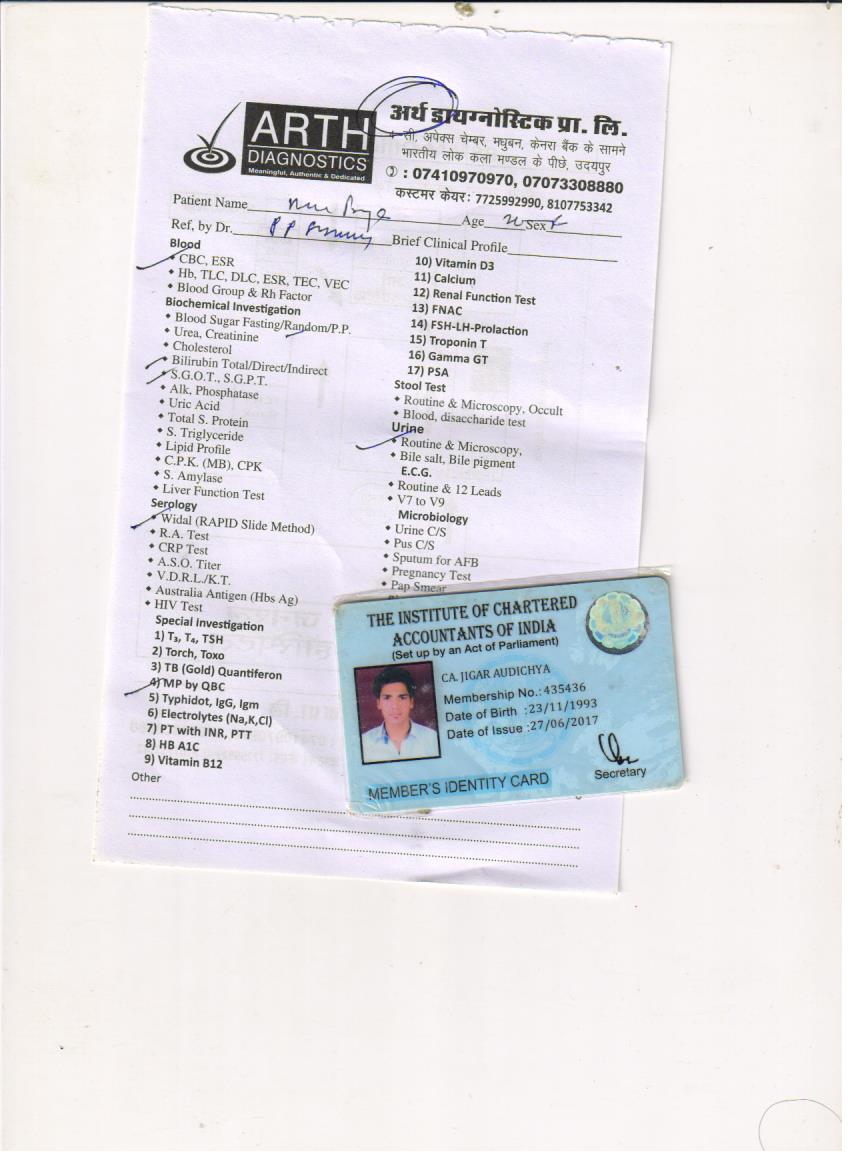 ARTH
DIAGNOSTICS
Meaningful, Authentic & Dedicated
अर्थ डायग्नोस्टिक प्रा. लि.
4 सी, अपेक्स चेम्बर, मधुबन, केनरा बैंक के सामने
भारतीय लोक कला मण्डल के पीछे, उदयपुर
: 07410970970, 07073308880
कस्टमर केयर: 7725992990, 8107753342
Patient Name Age Sex
Ref, by Dr. Brief Clinical Profile
Blood
CBC, ESR
Hb, TLC, DLC, ESR, TEC, VEC
Blood Group & Rh Factor
Biochemical Investigation
Blood Sugar Fasting/Random/P.P.
Urea, Creatinine
Cholesterol
Bilirubin Total/Direct/Indirect
S.G.O.T., S.G.P.T.
Alk, Phosphatase
Uric Acid
Total S. Protein
S. Triglyceride
Lipid Profile
C.P.K. (MB), CPK
S. Amylase
Liver Function Test
Serology
Widal (RAPID Slide Method)
R.A. Test
CRP Test
A.S.O. Titer
V.D.R.L./K.T.
Australia Antigen (Hbs Ag)
HIV Test
Special Investigation
1) T₃, T₄, TSH
2) Torch, Toxo
3) TB (Gold) Quantiferon
4) MP by QBC
5) Typhidot, IgG, Igm
6) Electrolytes (Na,K,Cl)
7) PT with INR, PTT
8) HB A1C
9) Vitamin B12
Other
10) Vitamin D3
11) Calcium
12) Renal Function Test
13) FNAC
14) FSH-LH-Prolaction
15) Troponin T
16) Gamma GT
17) PSA
Stool Test
Routine & Microscopy, Occult
Blood, disaccharide test
Urine
Routine & Microscopy,
Bile salt, Bile pigment
E.C.G.
Routine & 12 Leads
V7 to V9
Microbiology
Urine C/S
Pus C/S
Sputum for AFB
Pregnancy Test
Pap Smear
THE INSTITUTE OF CHARTERED
ACCOUNTANTS OF INDIA
(Set up by an Act of Parliament)
CA. JIGAR AUDICHYA
Membership No.:435436
Date of Birth :23/11/1993
Date of Issue :27/06/2017
Secretary
MEMBER'S IDENTITY CARD